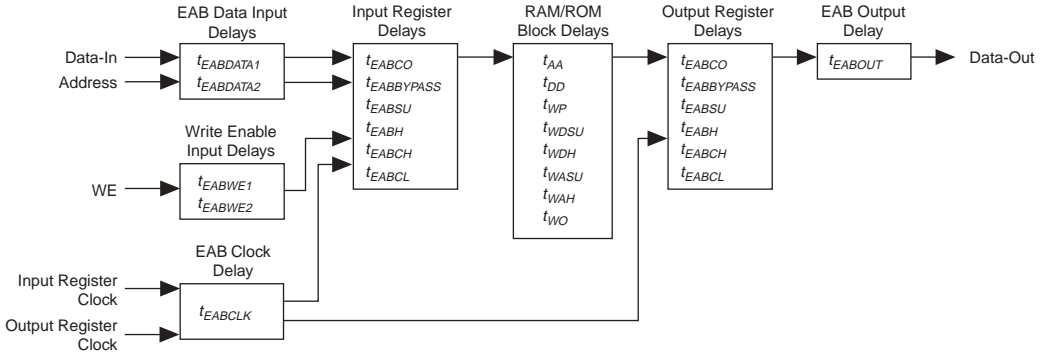 EAB Data Input
Delays
Input Register
Delays
RAM/ROM
Block Delays
Output Register
Delays
EAB Output
Delay
Data-In
Address
tEABDATA1
tEABDATA2
tEABCO
tEABBYPASS
tEABSU
tEABH
tEABCH
tEABCL
tAA
tDD
tWP
tWDSU
tWDH
tWASU
tWAH
tWO
tEABCO
tEABBYPASS
tEABSU
tEABH
tEABCH
tEABCL
tEABOUT
Data-Out
Write Enable
Input Delays
WE
tEABWE1
tEABWE2
EAB Clock
Delay
Input Register
Clock
tEABCLK
Output Register
Clock